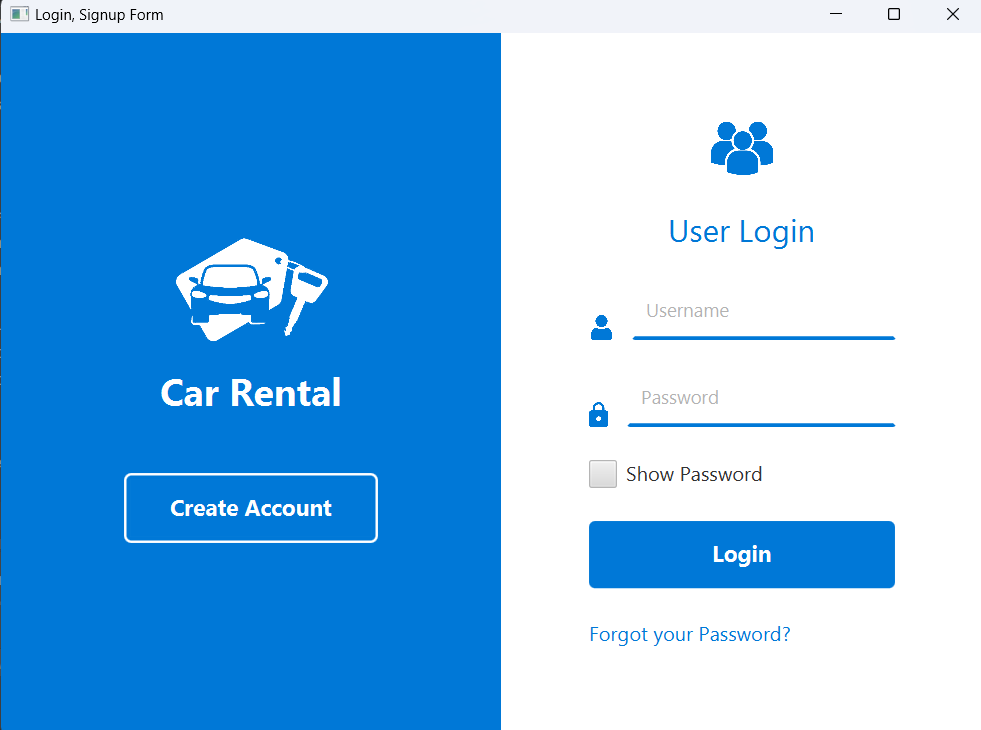 Login, Signup Form
Car Rental
Create Account
User Login
Username
Password
Show Password
Login
Forgot your Password?